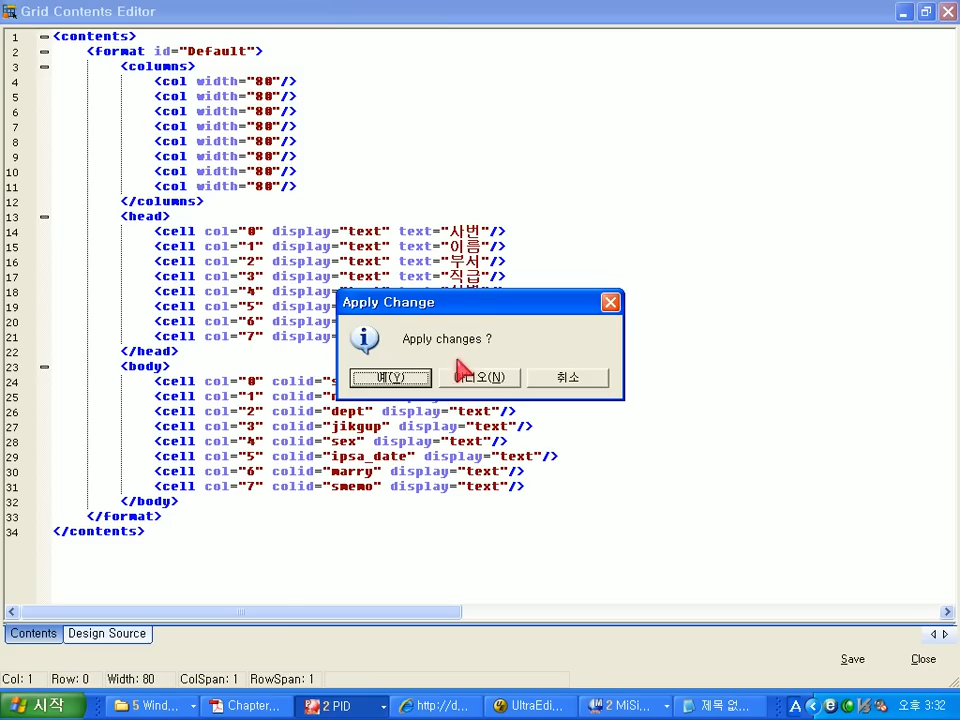 Grid Contents Editor
1 <contents>
2 <format id="Default">
3 <columns>
4 <col width="80"/>
5 <col width="80"/>
6 <col width="80"/>
7 <col width="80"/>
8 <col width="80"/>
9 <col width="80"/>
10 <col width="80"/>
11 <col width="80"/>
12 </columns>
13 <head>
14 <cell col="0" display="text" text="사번"/>
15 <cell col="1" display="text" text="이름"/>
16 <cell col="2" display="text" text="부서"/>
17 <cell col="3" display="text" text="직급"/>
18 <cell col="4"
19 <cell col="5"
20 <cell col="6"
21 <cell col="7"
22 </head>
23 <body>
24 <cell col="0" colid=
25 <cell col="1" colid=
26 <cell col="2" colid="dept" display="text"/>
27 <cell col="3" colid="jikgup" display="text"/>
28 <cell col="4" colid="sex" display="text"/>
29 <cell col="5" colid="ipsa_date" display="text"/>
30 <cell col="6" colid="marry" display="text"/>
31 <cell col="7" colid="smemo" display="text"/>
32 </body>
33 </format>
34 </contents>
Apply Change
Apply changes ?
예(Y) (N) 취소
Contents Design Source
Save Close
Col: 1 Row: 0 Width: 80 ColSpan: 1 RowSpan: 1
시작 5 Wind... Chapter... 2 PID http://d... UltraEdi... 2 MiSi... 제목 없... A 오후 3:32